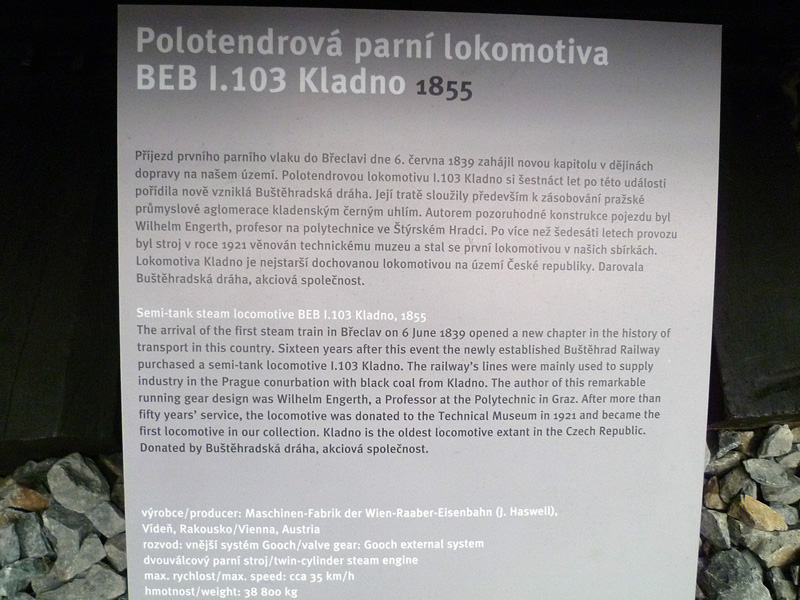 Polotendrová parní lokomotiva
BEB I.103 Kladno 1855
Příjezd prvního parního vlaku do Břeclavi dne 6. června 1839 zahájil novou kapitolu v dějinách
dopravy na našem území. Polotendrovou lokomotivu I.103 Kladno si šestnáct let po této události
pořídila nově vzniklá Buštěhradská dráha. Její tratě sloužily především k zásobování pražské
průmyslové aglomerace kladenským černým uhlím. Autorem pozoruhodné konstrukce pojezdu byl
Wilhelm Engerth, profesor na polytechnice ve Štýrském Hradci. Po více než šedesáti letech provozu
byl stroj v roce 1921 věnován technickému muzeu a stal se první lokomotivou v našich sbírkách.
Lokomotiva Kladno je nejstarší dochovanou lokomotivou na území České republiky. Darovala
Buštěhradská dráha, akciová společnost.
Semi-tank steam locomotive BEB I.103 Kladno, 1855
The arrival of the first steam train in Břeclav on 6 June 1839 opened a new chapter in the history of
transport in this country. Sixteen years after this event the newly established Buštěhrad Railway
purchased a semi-tank locomotive I.103 Kladno. The railway's lines were mainly used to supply
industry in the Prague conurbation with black coal from Kladno. The author of this remarkable
running gear design was Wilhelm Engerth, a Professor at the Polytechnic in Graz. After more than
fifty years' service, the locomotive was donated to the Technical Museum in 1921 and became the
first locomotive in our collection. Kladno is the oldest locomotive extant in the Czech Republic.
Donated by Buštěhradská dráha, akciová společnost.
výrobce/producer: Maschinen-Fabrik der Wien-Raaber-Eisenbahn (J. Haswell),
Vídeň, Rakousko/Vienna, Austria
rozvod: vnější systém Gooch/valve gear: Gooch external system
dvouválcový parní stroj/twin-cylinder steam engine
max. rychlost/max. speed: cca 35 km/h
hmotnost/weight: 38 800 kg